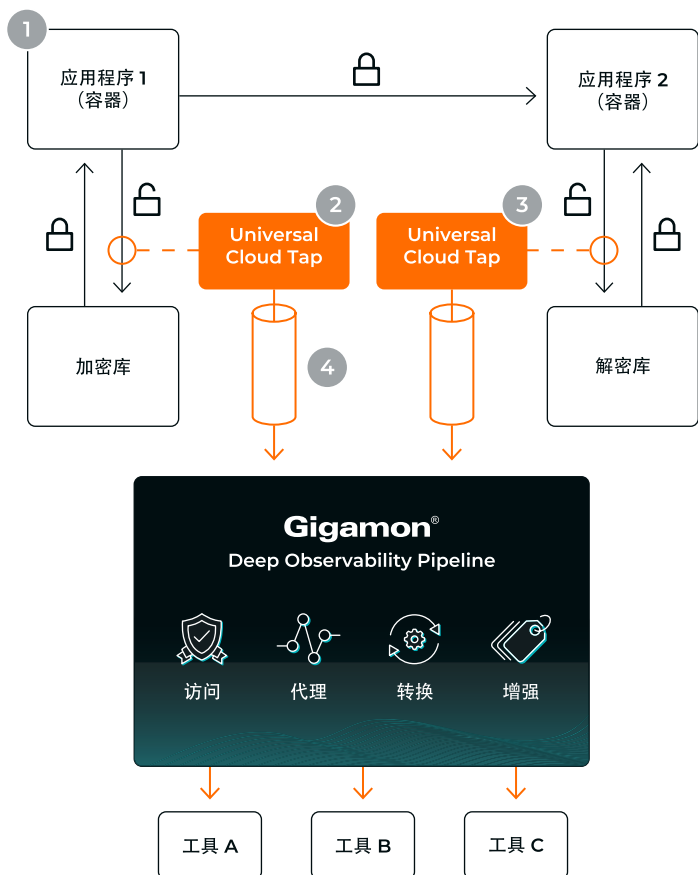 1
应用程序 1
（容器）
应用程序 2
（容器）
2
Universal
Cloud Tap
3
Universal
Cloud Tap
加密库
4
解密库
Gigamon®
Deep Observability Pipeline
访问
代理
转换
增强
工具 A
工具 B
工具 C